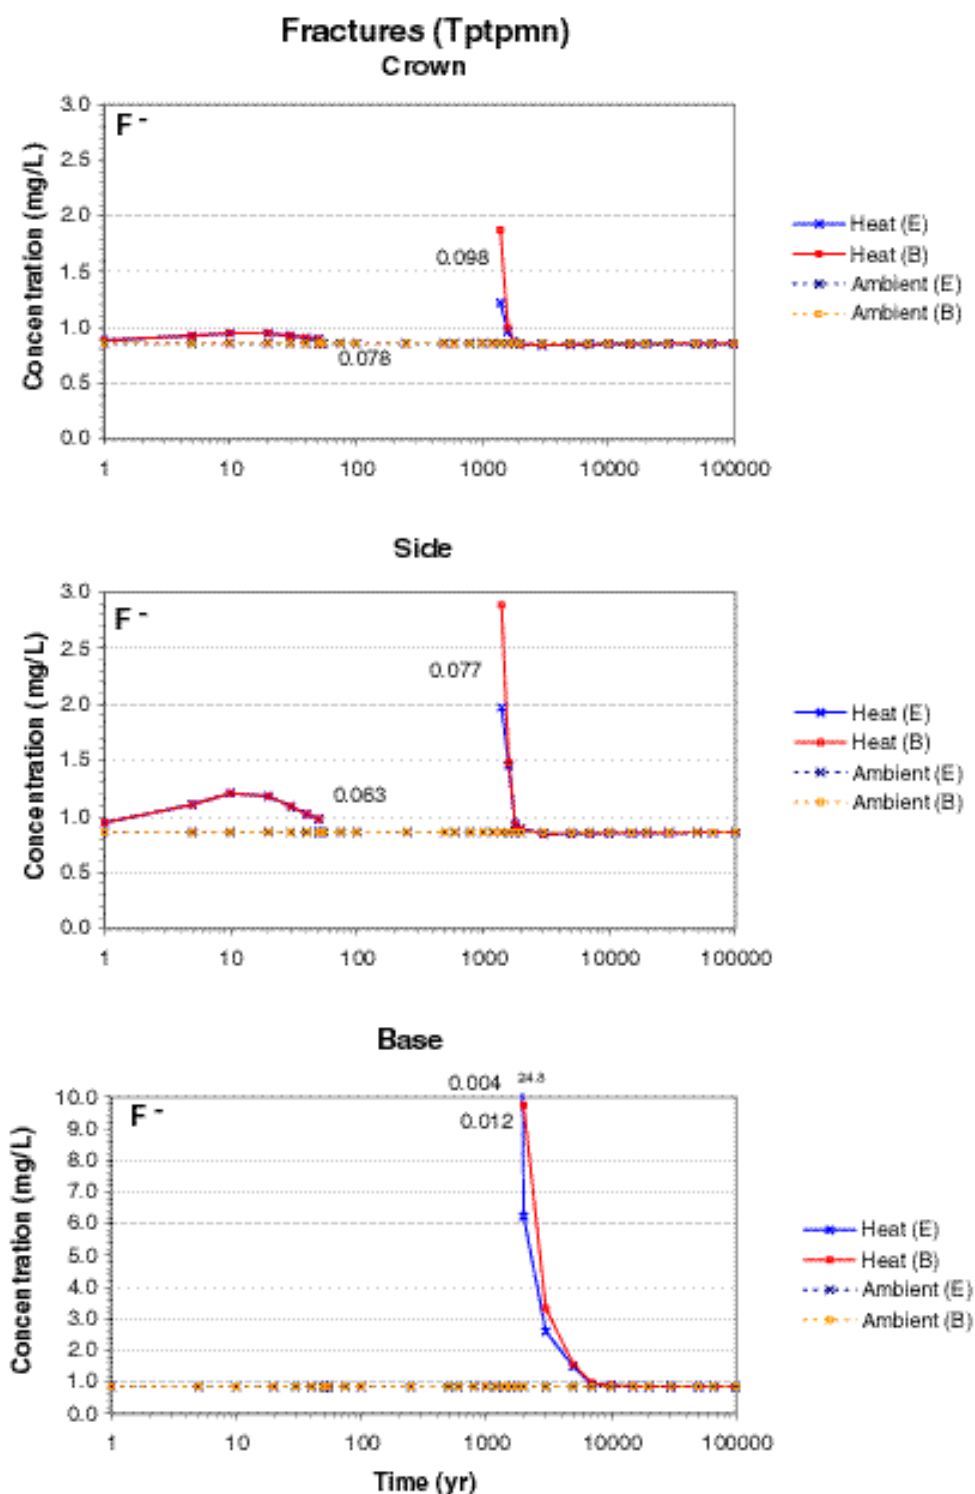 Fractures (Tptpmn)
Crown
F -
Concentration (mg/L)
3.0
2.5
2.0
1.5
1.0
0.5
0.0
0.098
0.078
1 10 100 1000 10000 100000
Heat (E)
Heat (B)
Ambient (E)
Ambient (B)
Side
F -
Concentration (mg/L)
3.0
2.5
2.0
1.5
1.0
0.5
0.0
0.077
0.063
1 10 100 1000 10000 100000
Heat (E)
Heat (B)
Ambient (E)
Ambient (B)
Base
0.004 24.8
F -
0.012
Concentration (mg/L)
10.0
9.0
8.0
7.0
6.0
5.0
4.0
3.0
2.0
1.0
0.0
1 10 100 1000 10000 100000
Time (yr)
Heat (E)
Heat (B)
Ambient (E)
Ambient (B)